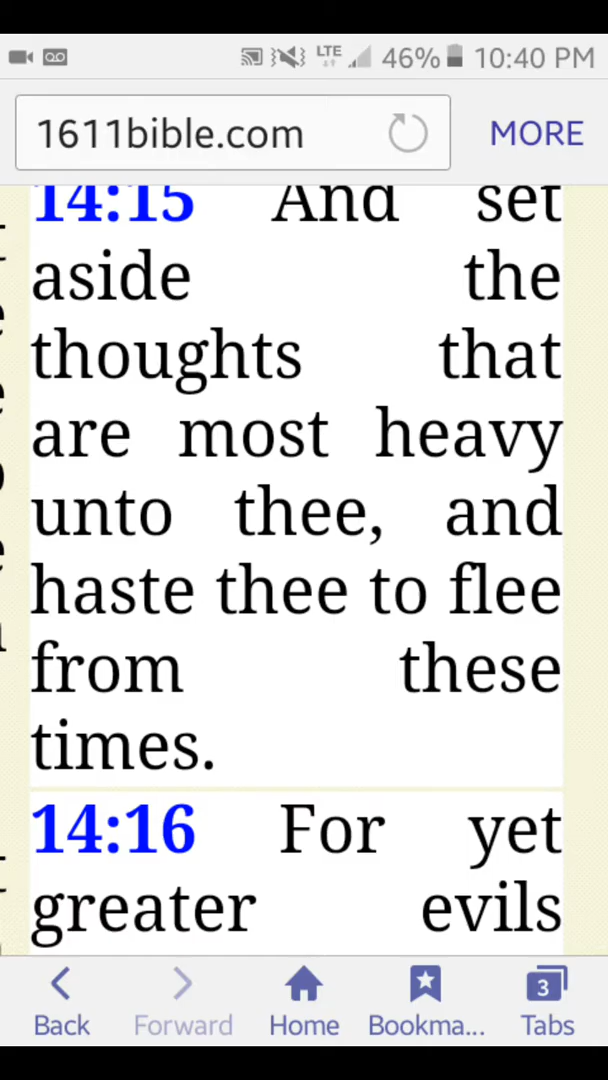 LTE 46% 10:40 PM
1611bible.com MORE
14:15 And set
aside the
thoughts that
are most heavy
unto thee, and
haste thee to flee
from these
times.
14:16 For yet
greater evils
3
Back Forward Home Bookma... Tabs